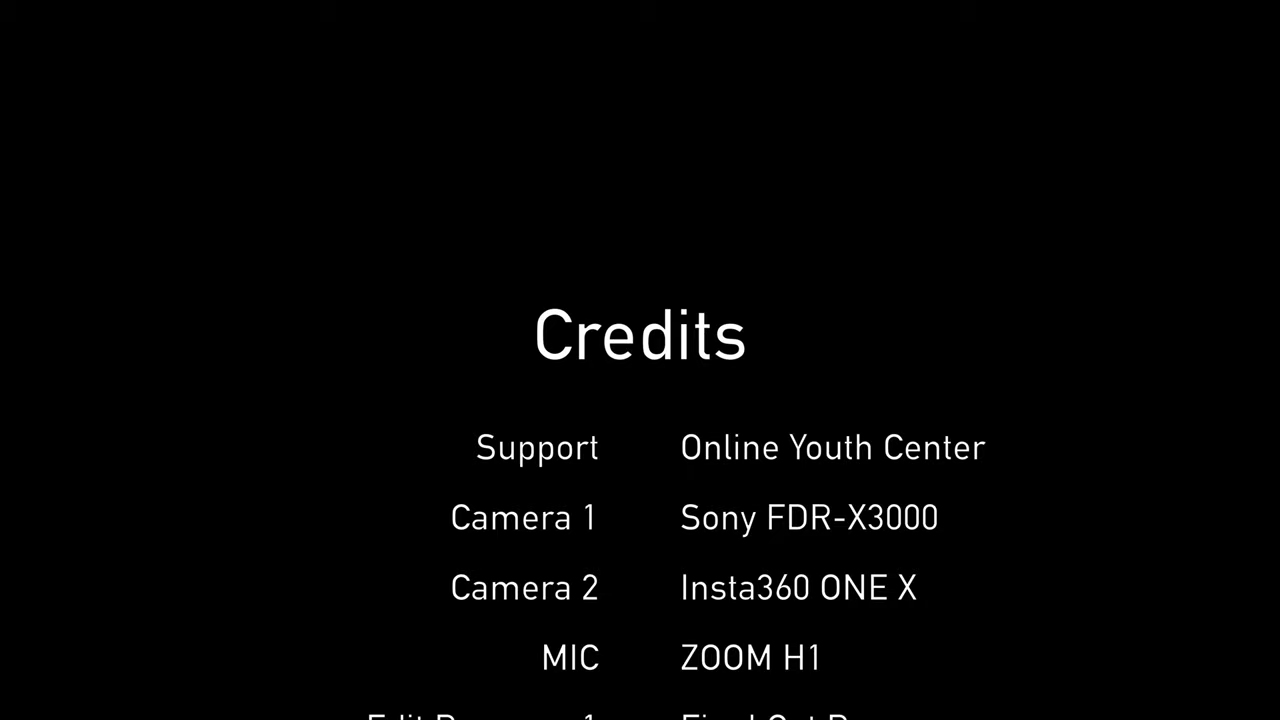 Credits
Support Online Youth Center
Camera 1 Sony FDR-X3000
Camera 2 Insta360 ONE X
MIC ZOOM H1